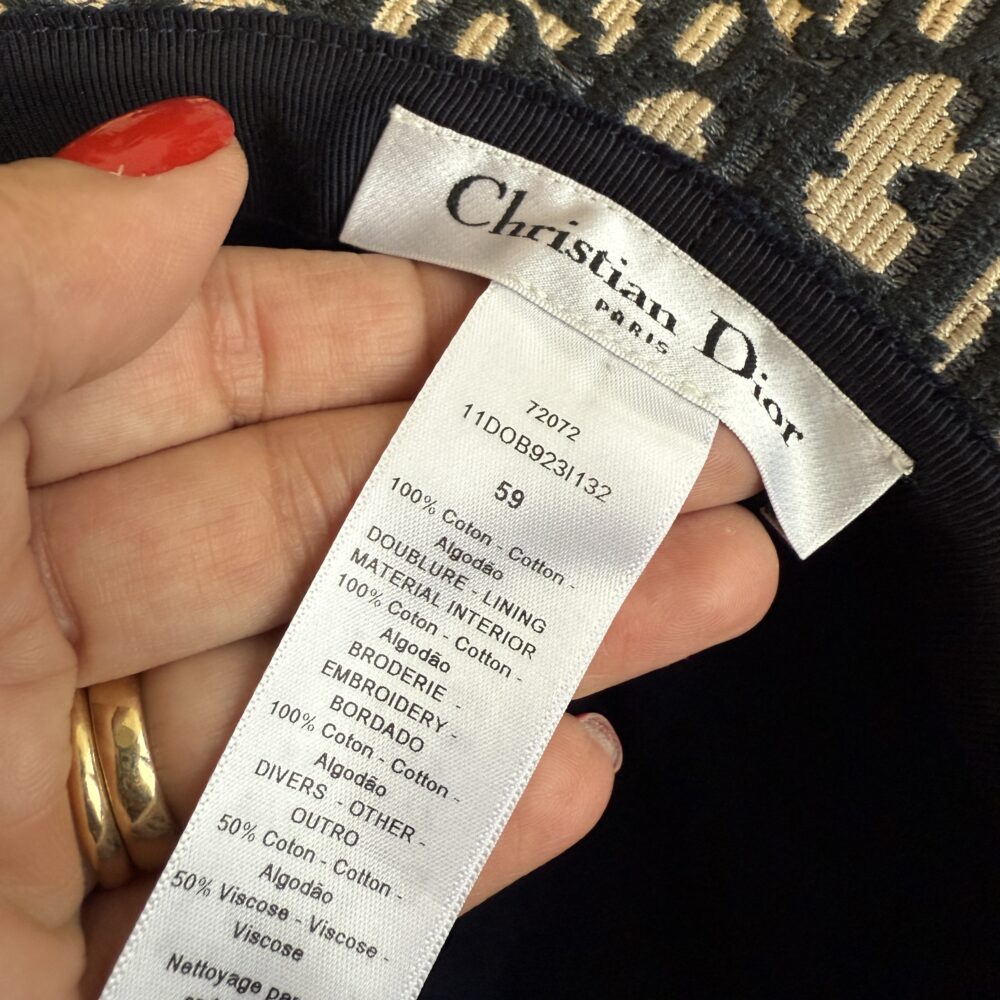 Christian Dior
PARIS
72072
11DOB923I132
59
100% Coton - Cotton -
Algodão
DOUBLURE - LINING
MATERIAL INTERIOR
100% Coton - Cotton -
Algodão
BRODERIE -
EMBROIDERY -
BORDADO
100% Coton - Cotton -
Algodão
DIVERS - OTHER -
OUTRO
50% Coton - Cotton -
Algodão
50% Viscose - Viscose -
Viscose
Nettoyage